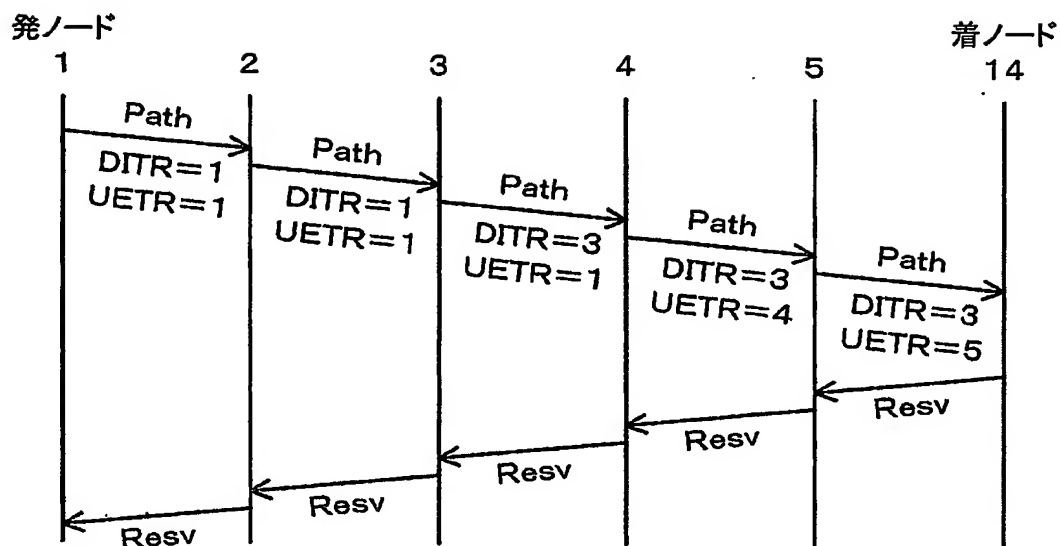 発ノード
着ノード
1
2
3
4
5
14
Path
DITR=1
UETR=1
Path
DITR=1
UETR=1
Path
DITR=3
UETR=1
Path
DITR=3
UETR=4
Path
DITR=3
UETR=5
Resv
Resv
Resv
Resv
Resv